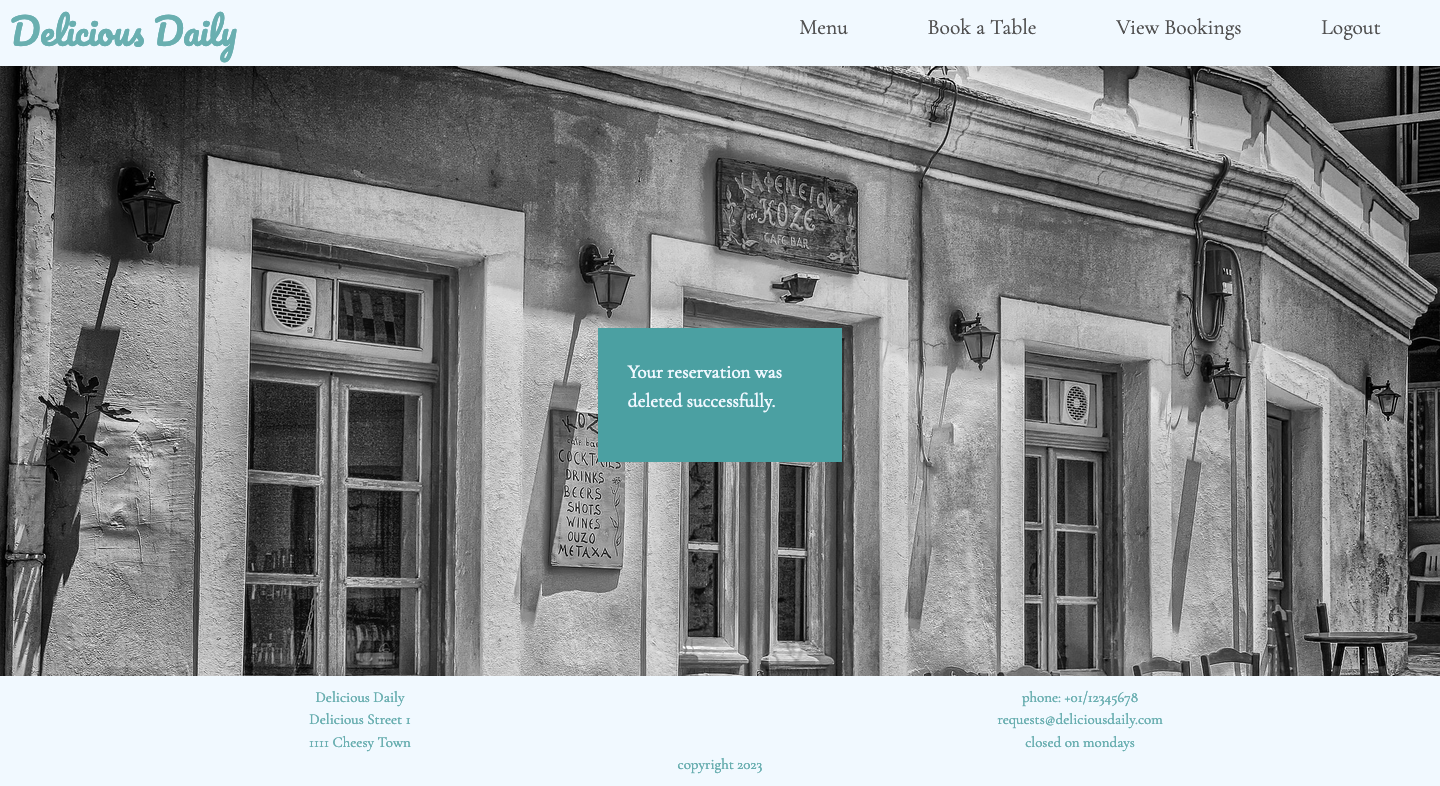 Delicious Daily
Menu
Book a Table
View Bookings
Logout
ΚΑΦΕΝΕΙΟΝ
ΚΟΖΕ
CAFE BAR
Your reservation was
deleted successfully.
cafe bar
COCKTAILS
DRINKS
BEERS
SHOTS
WINES
OUZO
METAXA
Delicious Daily
Delicious Street 1
1111 Cheesy Town
phone: +01/12345678
requests@deliciousdaily.com
closed on mondays
copyright 2023